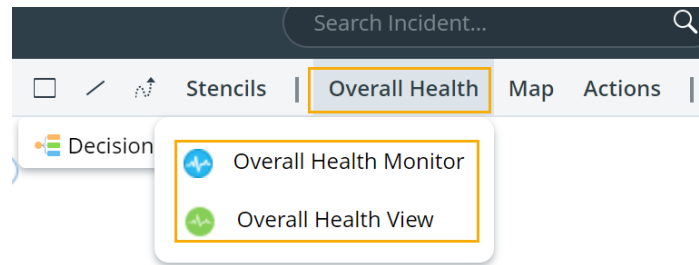 Search Incident...
Stencils | Overall Health Map Actions |
Decision
Overall Health Monitor
Overall Health View